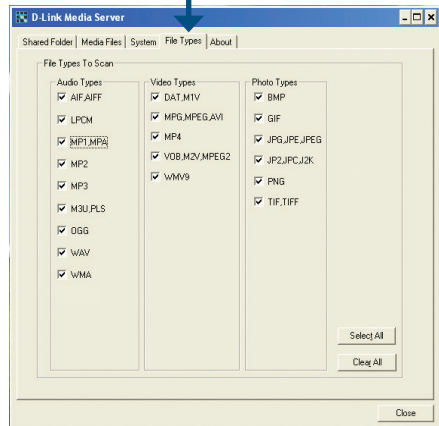 D-Link Media Server
Shared Folder Media Files System File Types About
File Types To Scan
Audio Types
AIF,AIFF
LPCM
MP1,MPA
MP2
MP3
M3U,PLS
OGG
WAV
WMA
Video Types
DAT,M1V
MPG,MPEG,AVI
MP4
VOB,M2V,MPEG2
WMV9
Photo Types
BMP
GIF
JPG,JPE,JPEG
JP2,JPC,J2K
PNG
TIF,TIFF
Select All
Clear All
Close